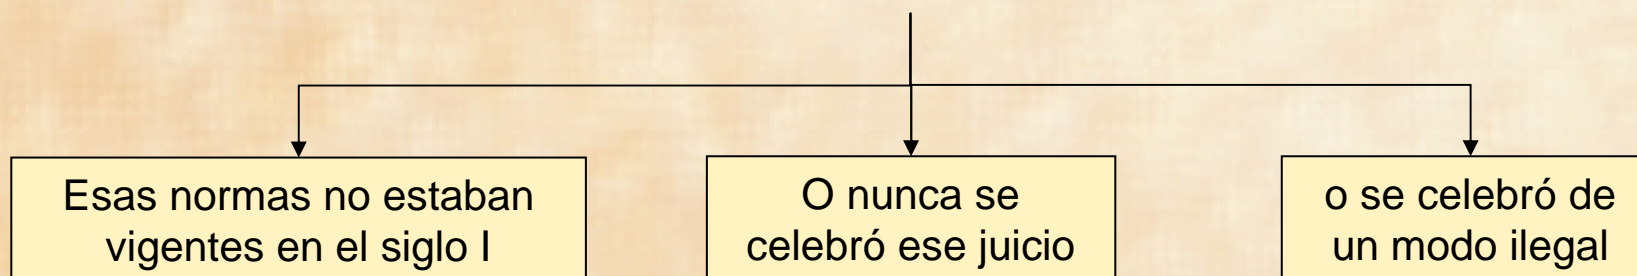 Esas normas no estaban
vigentes en el siglo I
O nunca se
celebró ese juicio
o se celebró de
un modo ilegal